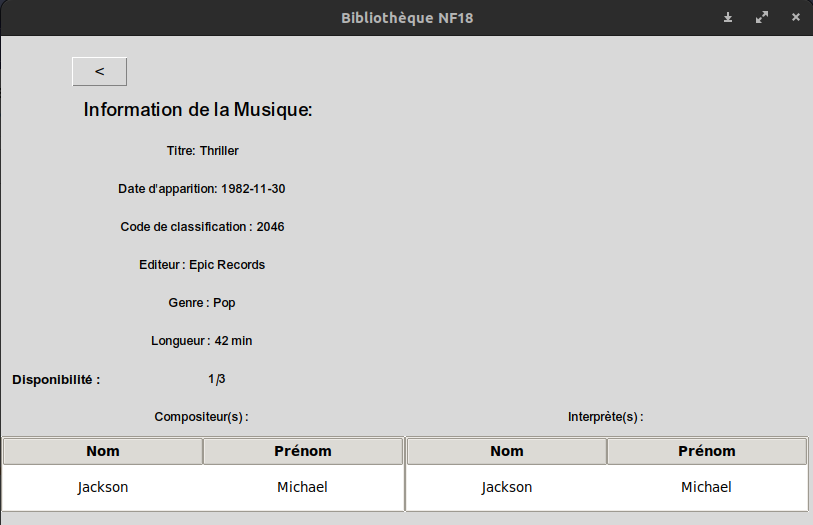 Bibliothèque NF18
<
Information de la Musique:
Titre: Thriller
Date d'apparition: 1982-11-30
Code de classification : 2046
Editeur : Epic Records
Genre : Pop
Longueur : 42 min
Disponibilité : 1/3
Compositeur(s) : Interprète(s) :
Nom Prénom Nom Prénom
Jackson Michael Jackson Michael